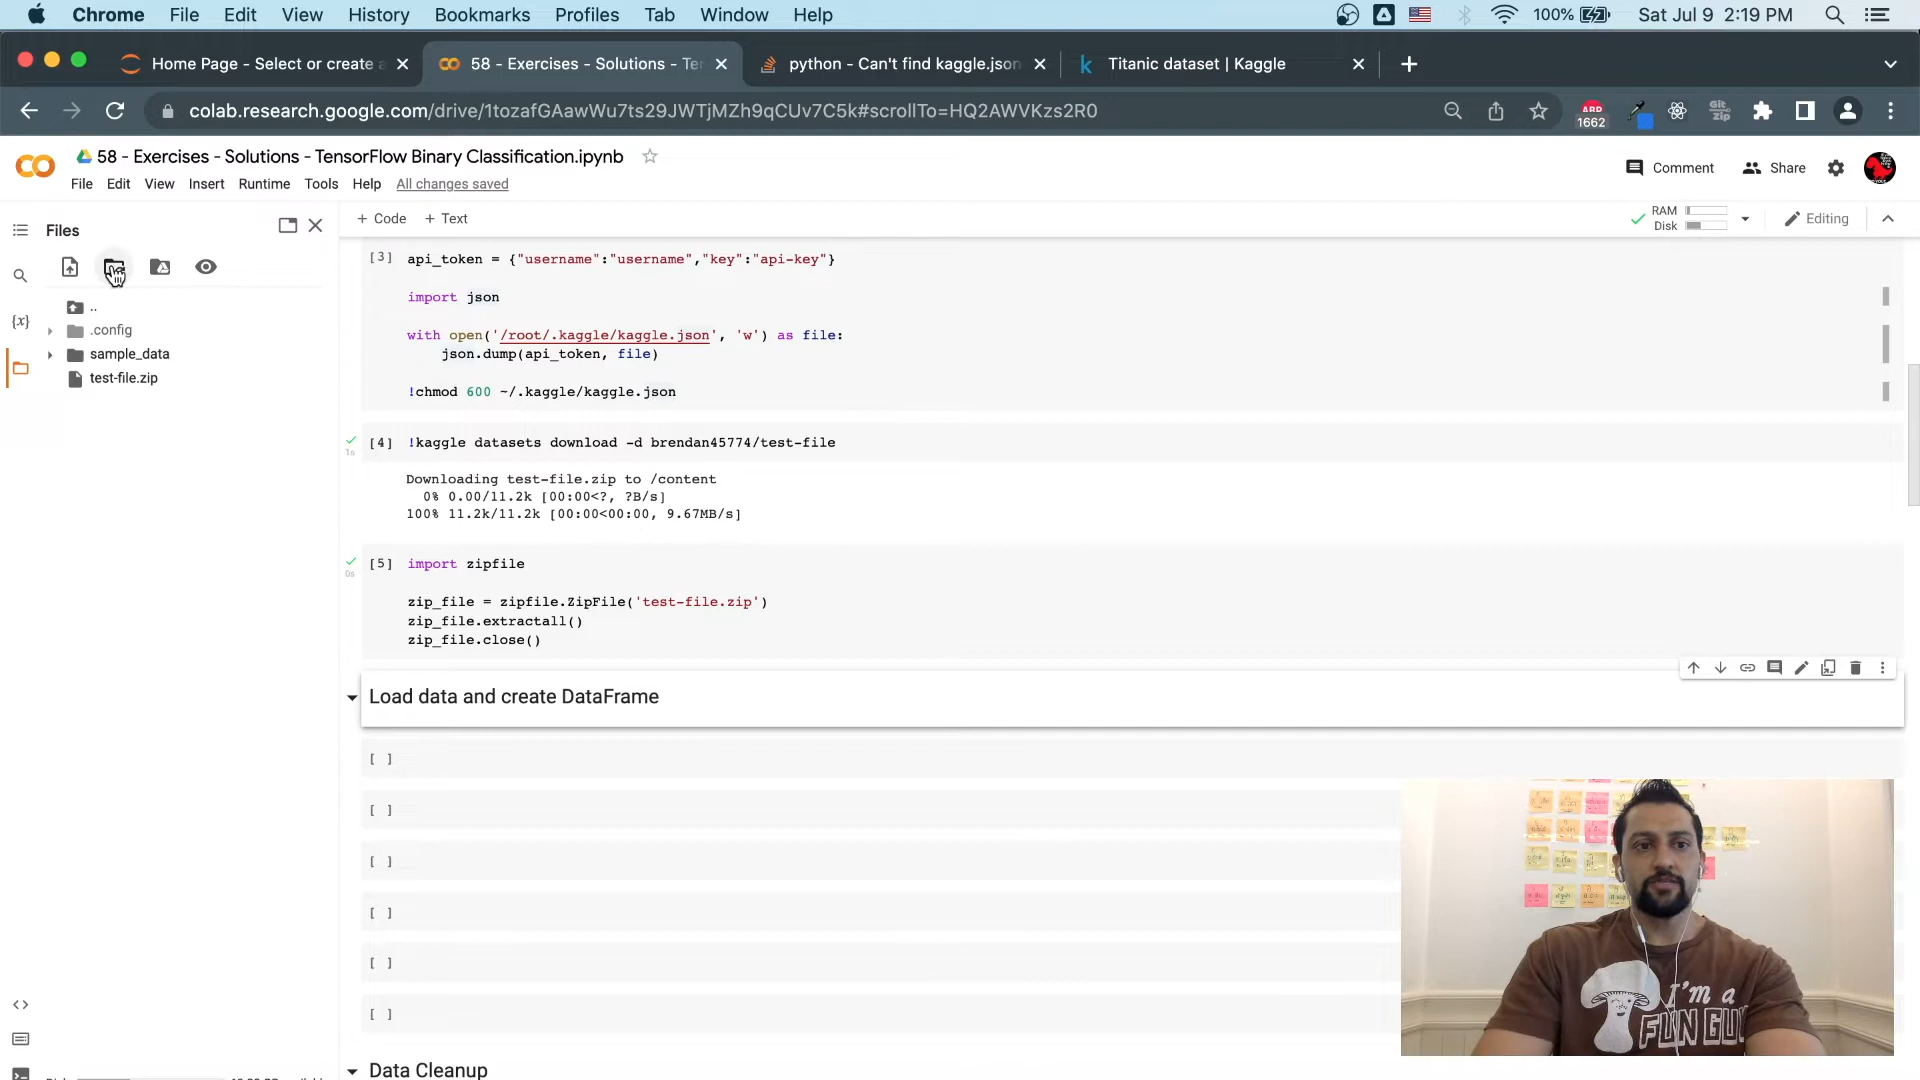 Chrome File Edit View History Bookmarks Profiles Tab Window Help 100% Sat Jul 9 2:19 PM
Home Page - Select or create a
58 - Exercises - Solutions - Te
python - Can't find kaggle.json
Titanic dataset | Kaggle
colab.research.google.com/drive/1tozafGAawWu7ts29JWTjMZh9qCUv7C5k#scrollTo=HQ2AWVKzs2R0
ABP
1662
Git
Zip
58 - Exercises - Solutions - TensorFlow Binary Classification.ipynb
Comment Share
File Edit View Insert Runtime Tools Help All changes saved
+ Code + Text
RAM
Disk
Editing
Files
..
.config
sample_data
test-file.zip
{x}
<>
[3] api_token = {"username":"username","key":"api-key"}
import json
with open('/root/.kaggle/kaggle.json', 'w') as file:
json.dump(api_token, file)
!chmod 600 ~/.kaggle/kaggle.json
[4] !kaggle datasets download -d brendan45774/test-file
1s
Downloading test-file.zip to /content
0% 0.00/11.2k [00:00<?, ?B/s]
100% 11.2k/11.2k [00:00<00:00, 9.67MB/s]
[5] import zipfile
0s
zip_file = zipfile.ZipFile('test-file.zip')
zip_file.extractall()
zip_file.close()
Load data and create DataFrame
[ ]
[ ]
[ ]
[ ]
[ ]
[ ]
Data Cleanup
I'm a
FUN GUY